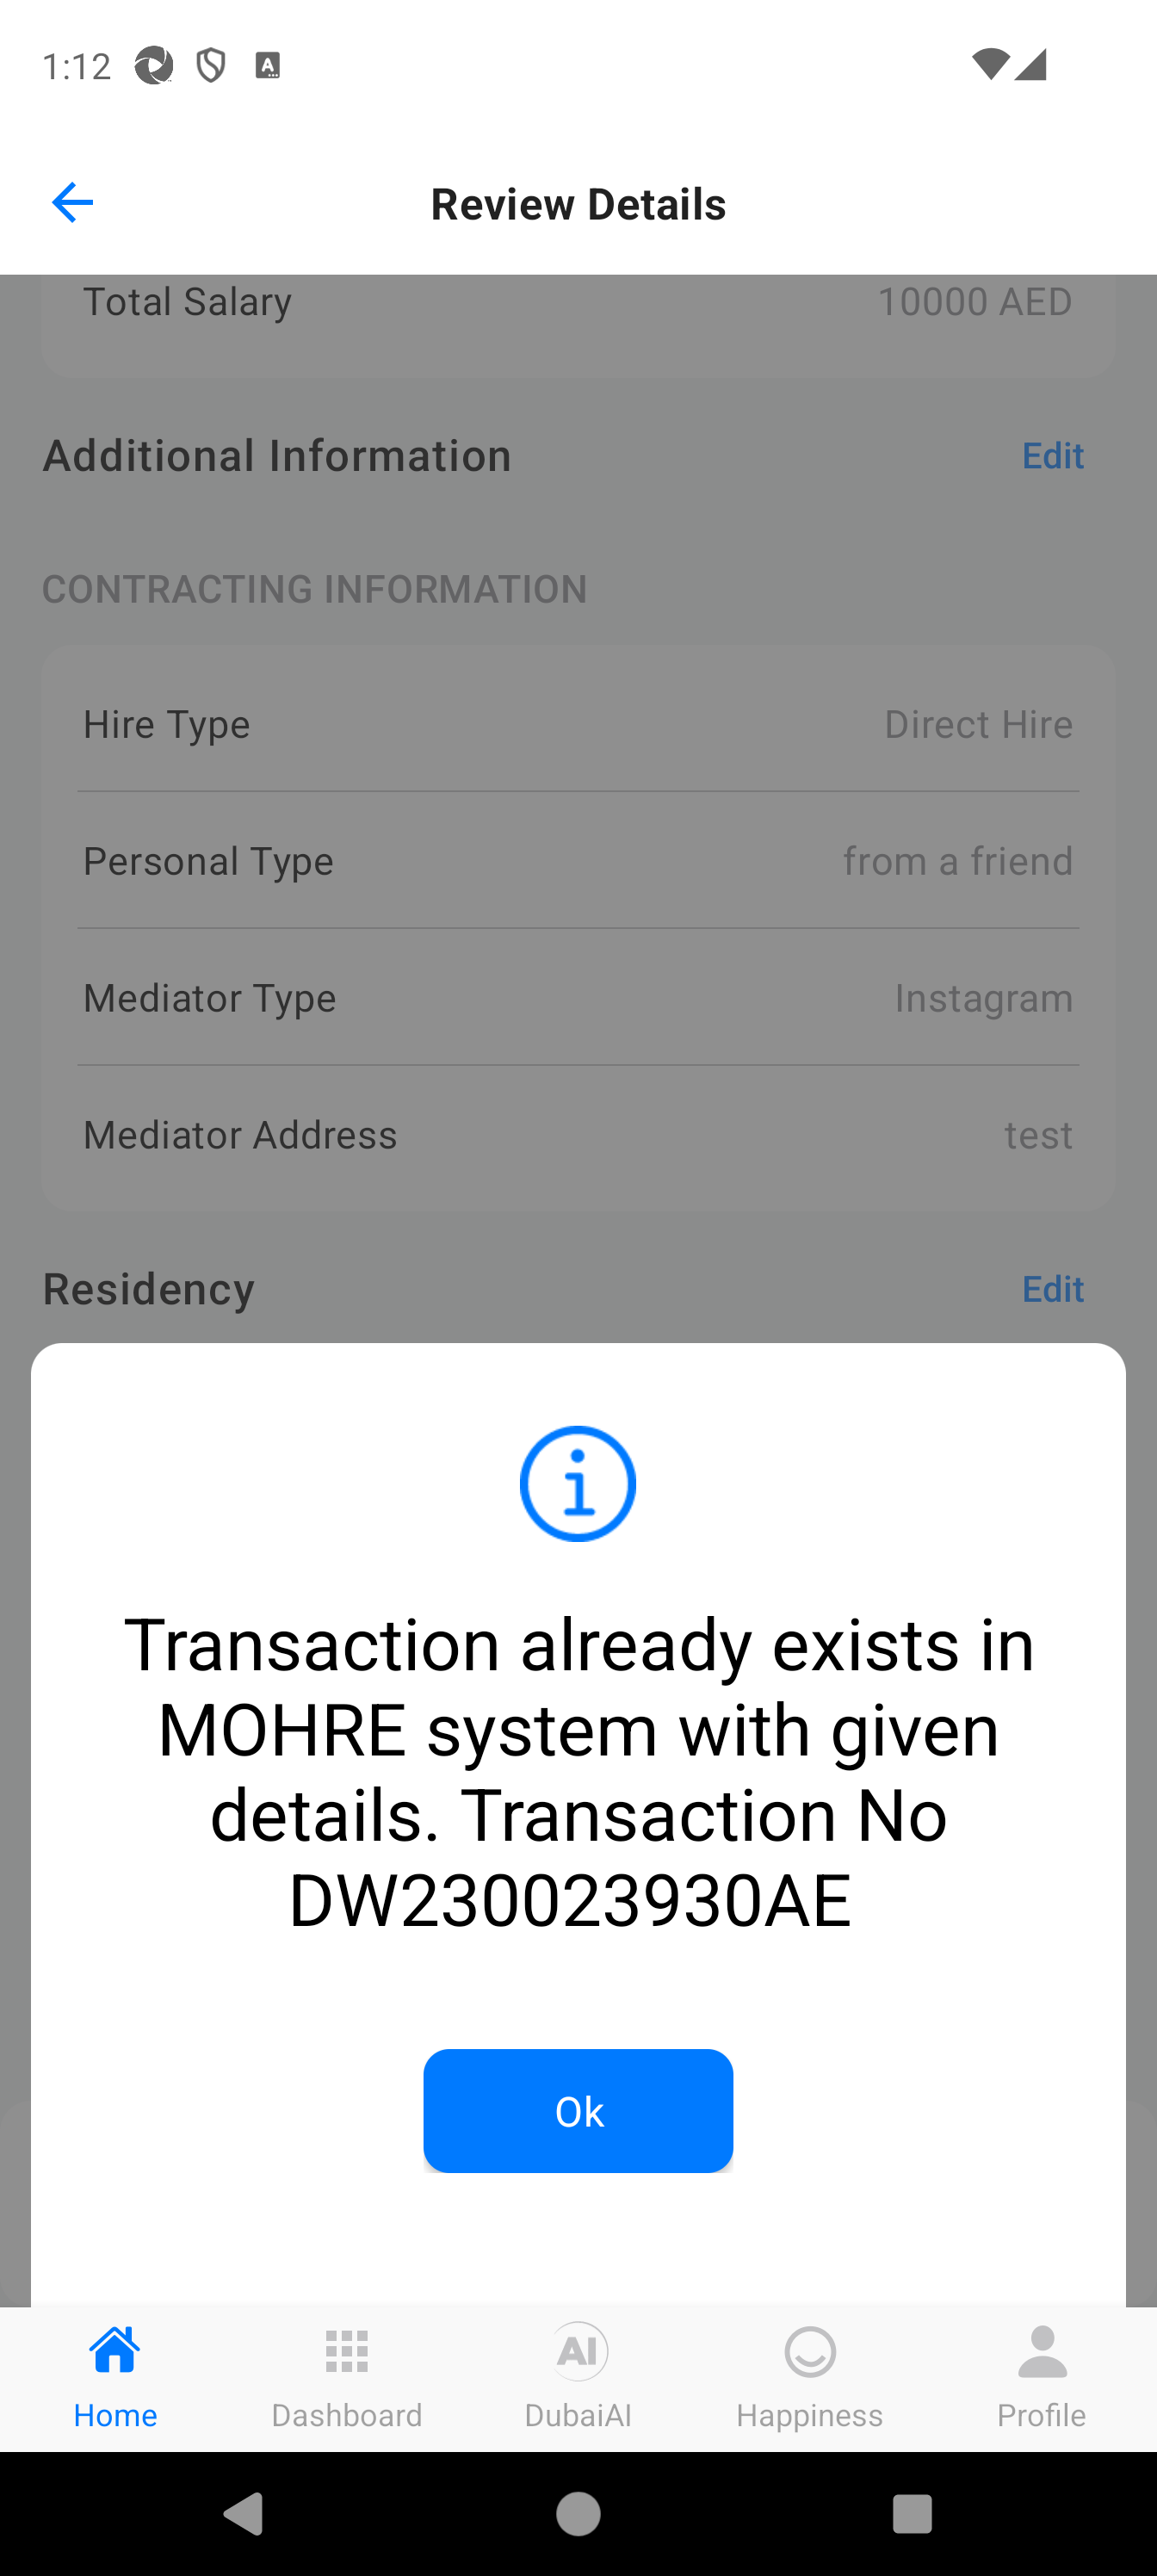 1:12 A
Review Details
Total Salary 10000 AED
Additional Information Edit
CONTRACTING INFORMATION
Hire Type Direct Hire
Personal Type from a friend
Mediator Type Instagram
Mediator Address test
Residency Edit
Transaction already exists in
MOHRE system with given
details. Transaction No
DW230023930AE
Ok
AI
Home Dashboard DubaiAI Happiness Profile